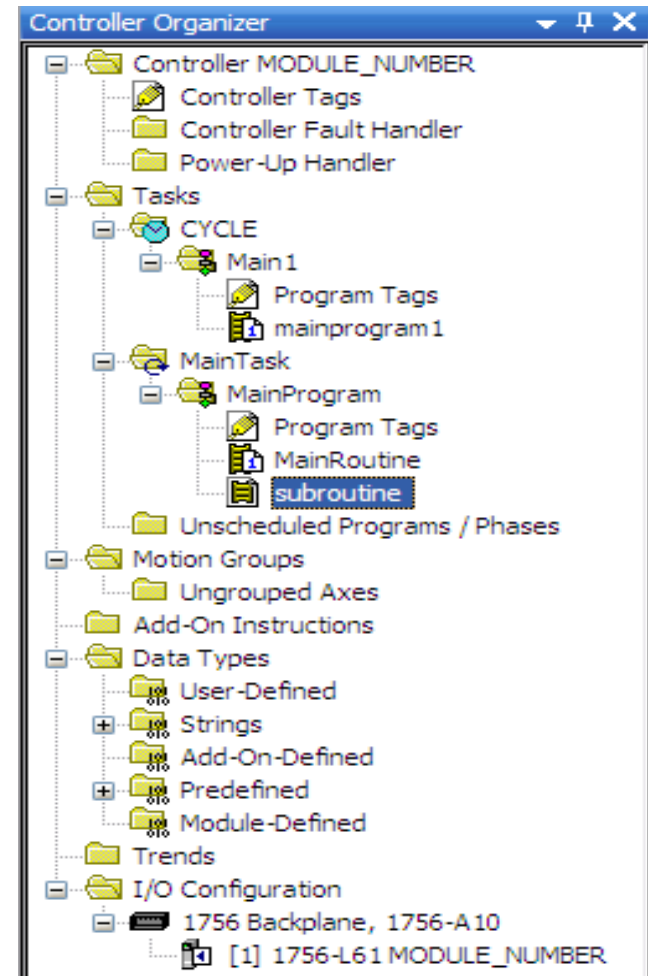 Controller Organizer
Controller MODULE_NUMBER
Controller Tags
Controller Fault Handler
Power-Up Handler
Tasks
CYCLE
Main1
Program Tags
mainprogram1
MainTask
MainProgram
Program Tags
MainRoutine
subroutine
Unscheduled Programs / Phases
Motion Groups
Ungrouped Axes
Add-On Instructions
Data Types
User-Defined
Strings
Add-On-Defined
Predefined
Module-Defined
Trends
I/O Configuration
1756 Backplane, 1756-A10
[1] 1756-L61 MODULE_NUMBER